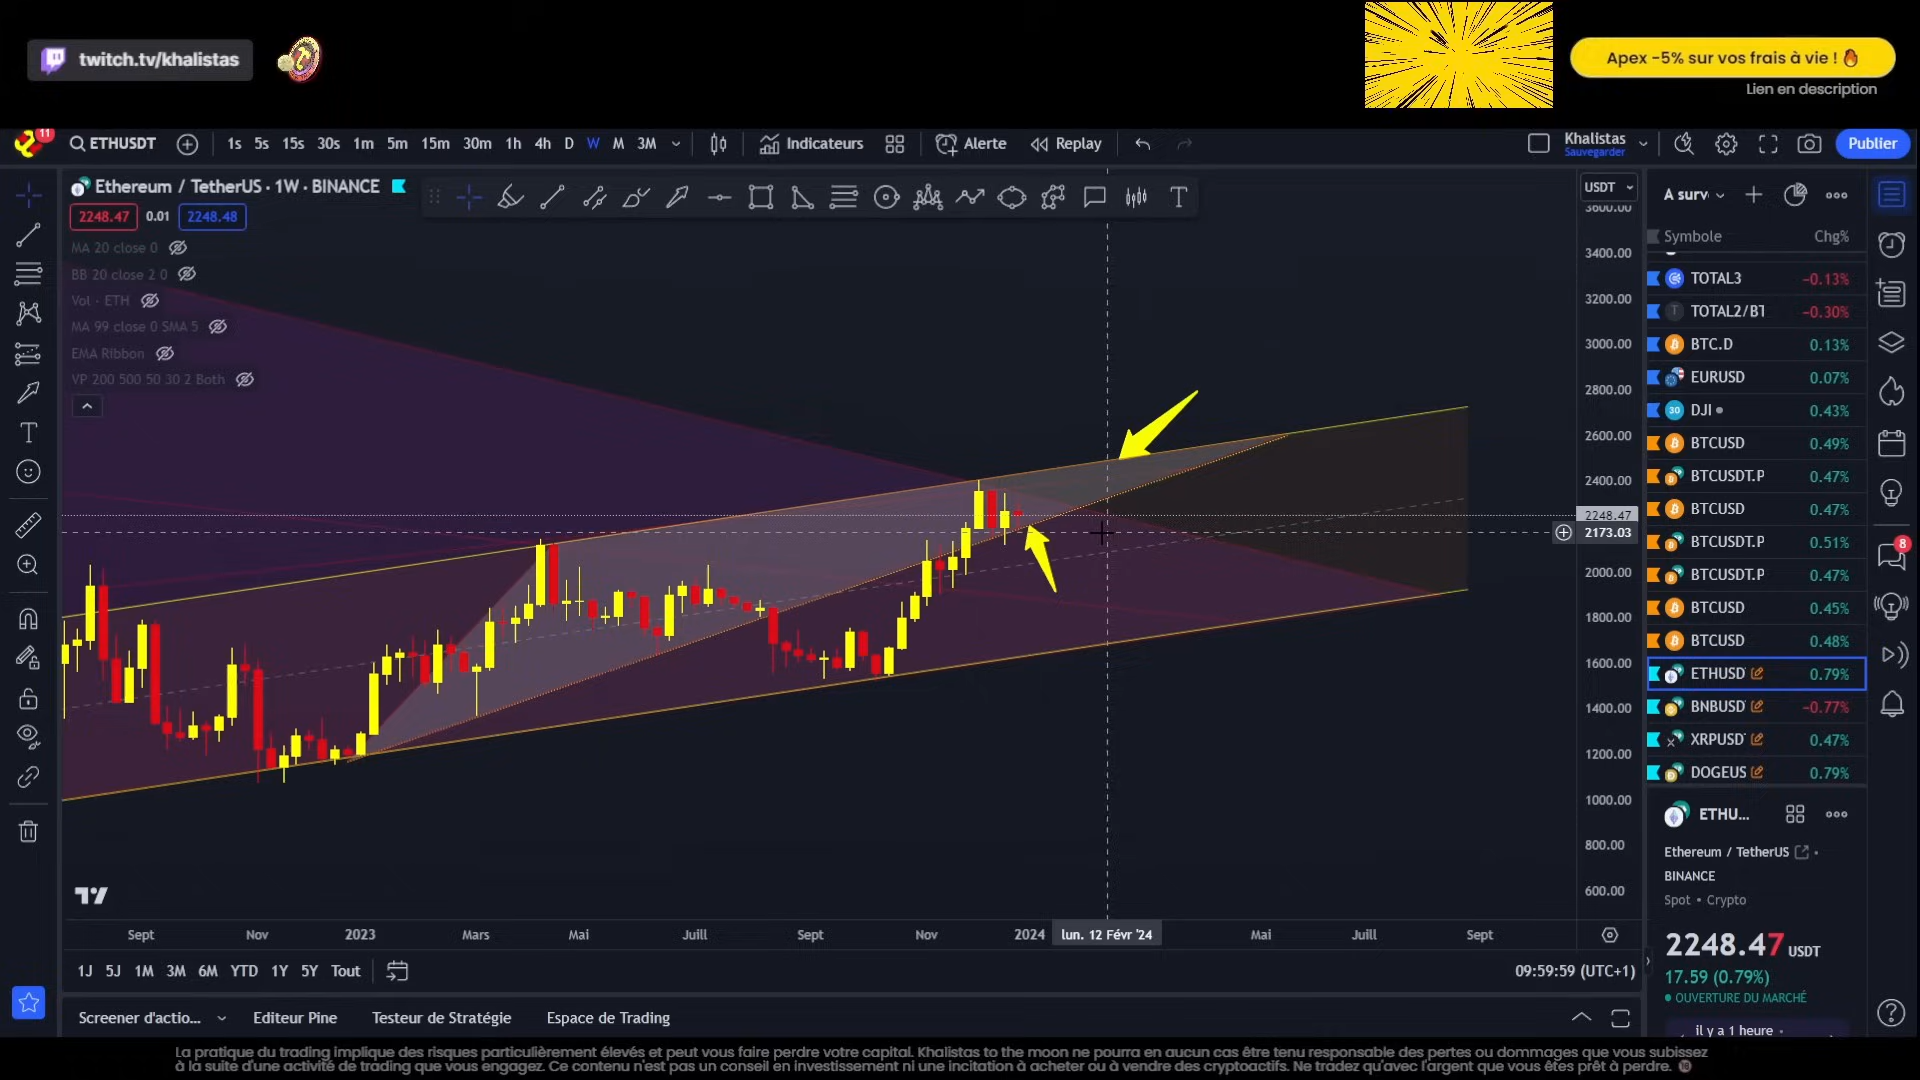 twitch.tv/khalistas
Apex -5% sur vos frais à vie !
Lien en description
11
ETHUSDT
1s 5s 15s 30s 1m 5m 15m 30m 1h 4h D W M 3M
Indicateurs
Alerte
Replay
Khalistas
Sauvegarder
Publier
Ethereum / TetherUS · 1W · BINANCE
2248.47 0.01 2248.48
MA 20 close 0
BB 20 close 2 0
Vol · ETH
MA 99 close 0 SMA 5
EMA Ribbon
VP 200 500 50 30 2 Both
USDT
3600.00
3400.00
3200.00
3000.00
2800.00
2600.00
2400.00
2248.47
2173.03
2000.00
1800.00
1600.00
1400.00
1200.00
1000.00
800.00
600.00
Sept Nov 2023 Mars Mai Juill Sept Nov 2024 lun. 12 Févr '24 Mai Juill Sept
1J 5J 1M 3M 6M YTD 1Y 5Y Tout
09:59:59 (UTC+1)
Screener d'actio... Editeur Pine Testeur de Stratégie Espace de Trading
A surv
Symbole Chg%
TOTAL3 -0.13%
TOTAL2/BT -0.30%
BTC.D 0.13%
EURUSD 0.07%
30 DJI 0.43%
BTCUSD 0.49%
BTCUSDT.P 0.47%
BTCUSD 0.47%
BTCUSDT.P 0.51%
BTCUSDT.P 0.47%
BTCUSD 0.45%
BTCUSD 0.48%
ETHUSD 0.79%
BNBUSD -0.77%
XRPUSD 0.47%
DOGEUS 0.79%
8
ETHU...
Ethereum / TetherUS
BINANCE
Spot • Crypto
2248.47 USDT
17.59 (0.79%)
OUVERTURE DU MARCHÉ
il y a 1 heure
La pratique du trading implique des risques particulièrement élevés et peut vous faire perdre votre capital. Khalistas to the moon ne pourra en aucun cas être tenu responsable des pertes ou dommages que vous subissez
à la suite d'une activité de trading que vous engagez. Ce contenu n'est pas un conseil en investissement ni une incitation à acheter ou à vendre des cryptoactifs. Ne tradez qu'avec l'argent que vous êtes prêt à perdre.